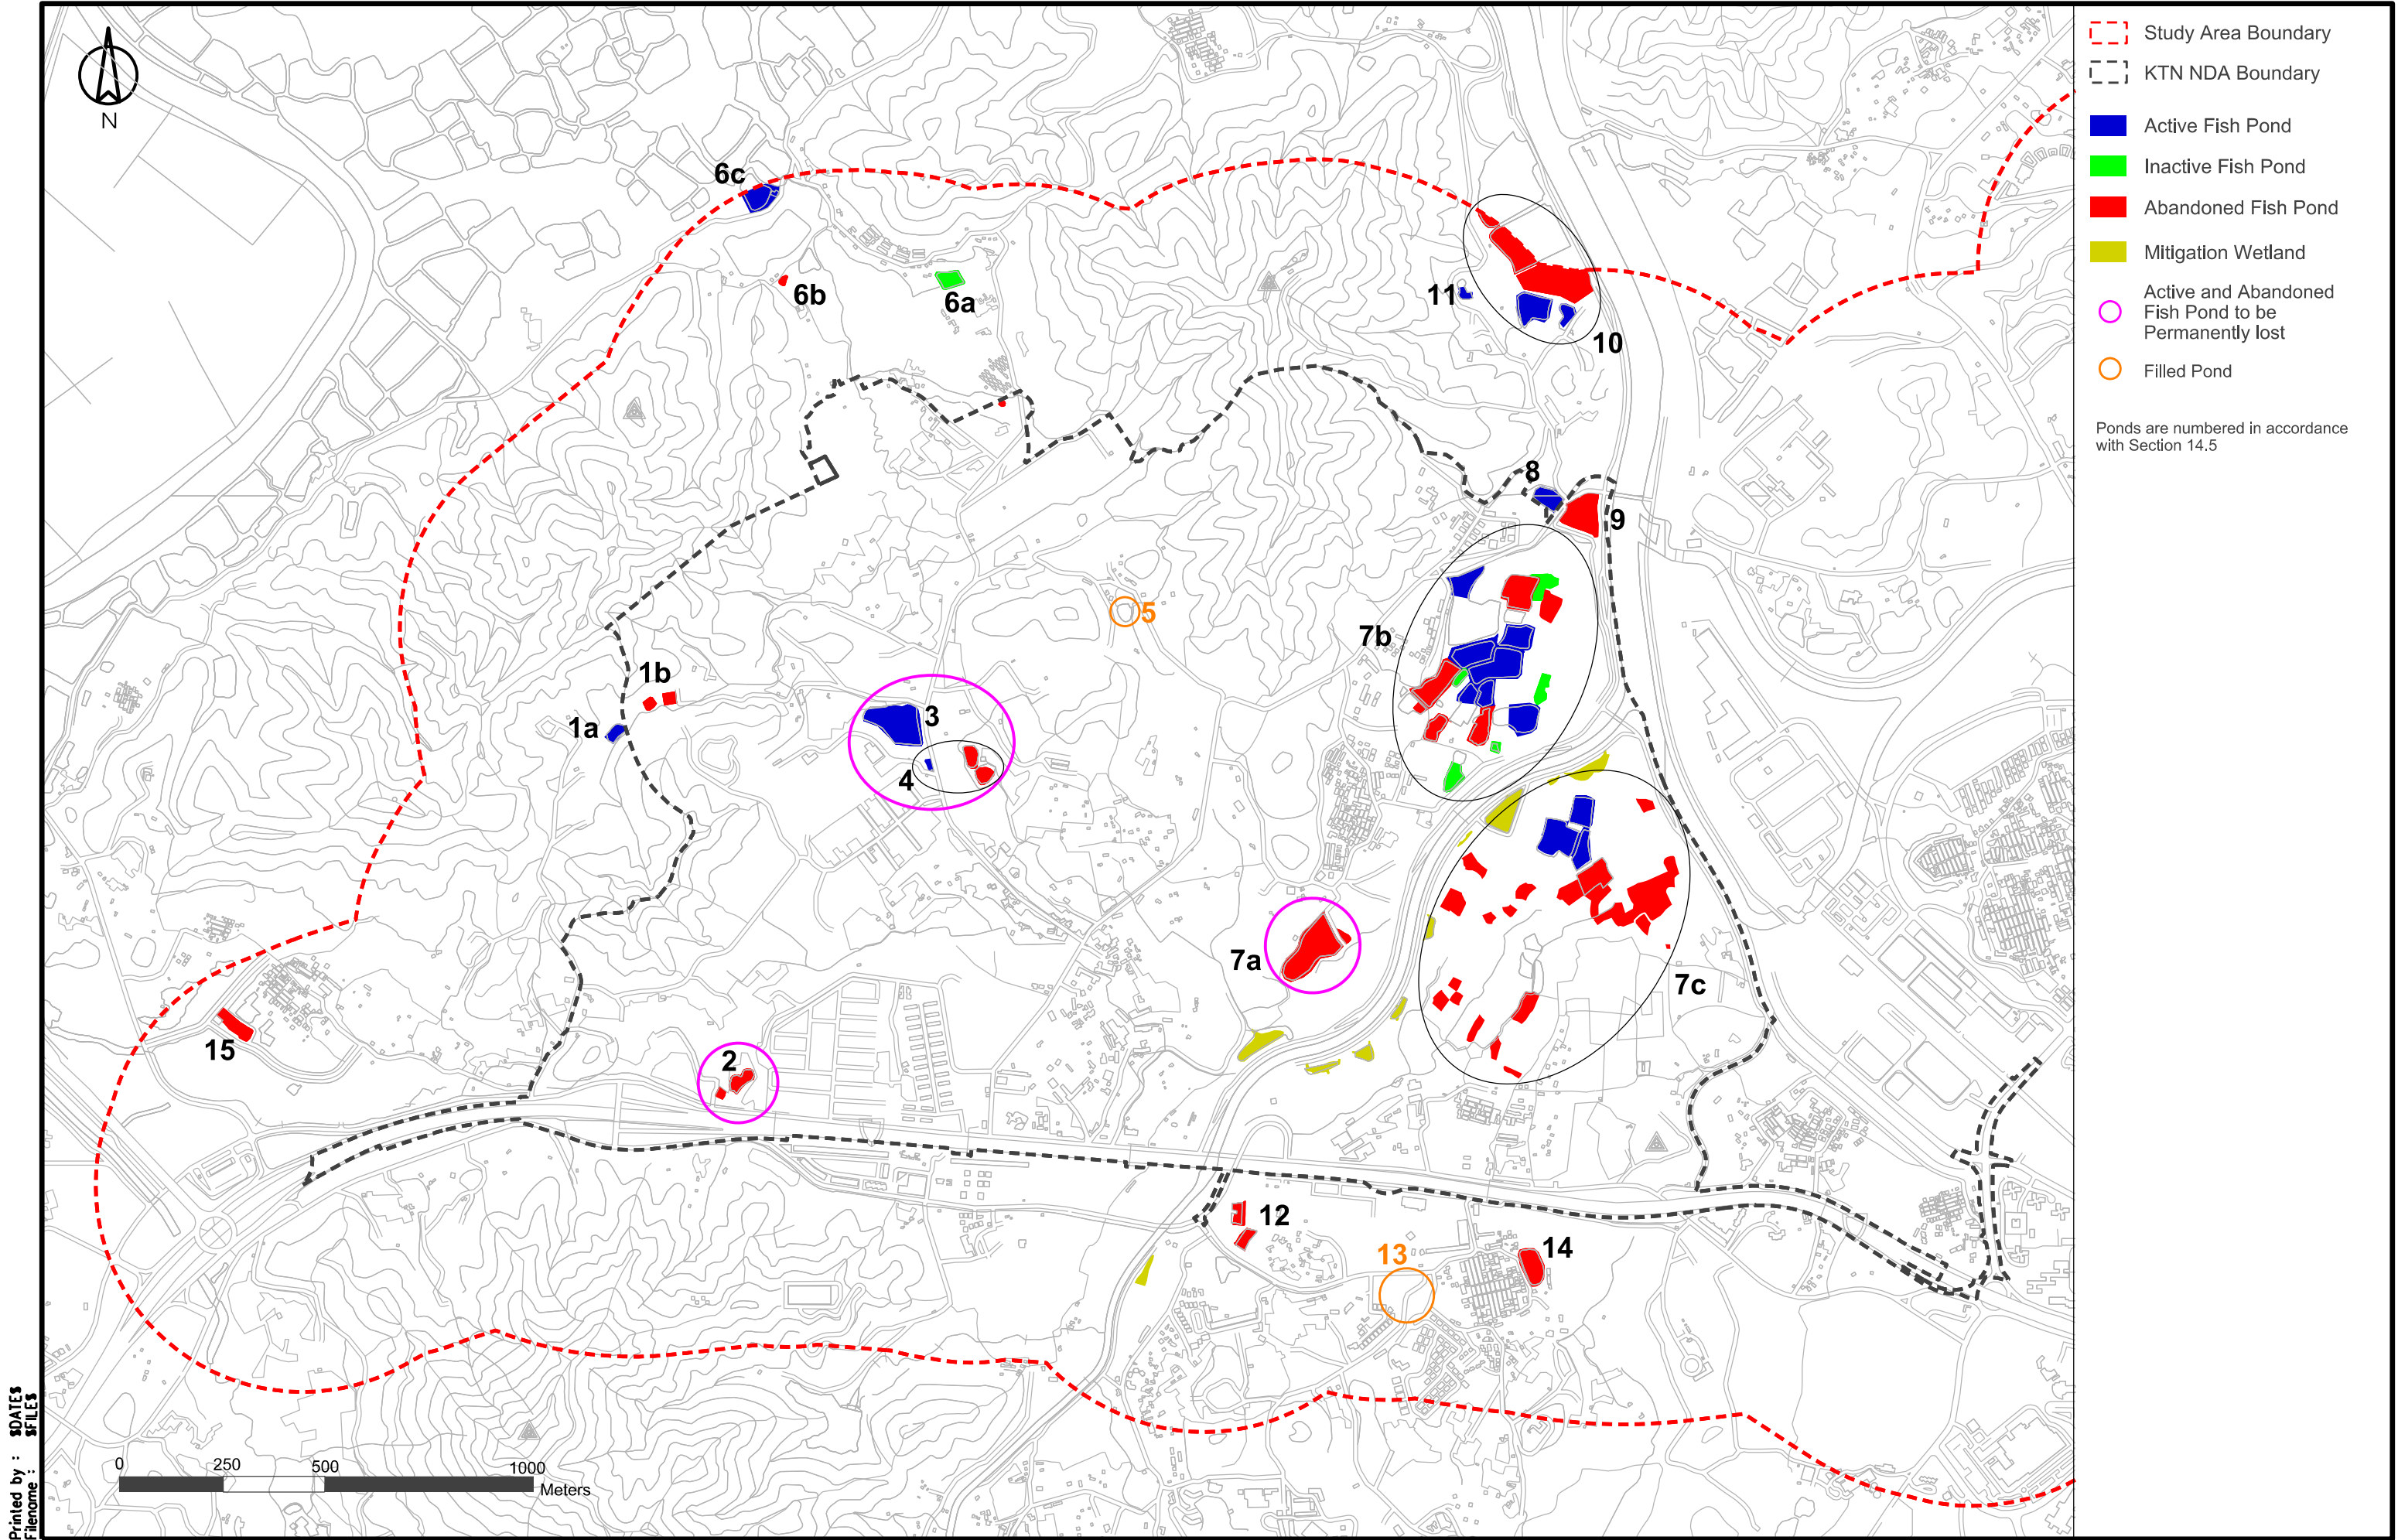 N
6c
6b
6a
11
10
8
9
5
7b
1b
1a
3
4
7a
7c
15
2
12
13
14
0 250 500 1000
Meters
Printed by : $DATE$
Filename : $FILE$
Study Area Boundary
KTN NDA Boundary
Active Fish Pond
Inactive Fish Pond
Abandoned Fish Pond
Mitigation Wetland
Active and Abandoned
Fish Pond to be
Permanently lost
Filled Pond
Ponds are numbered in accordance
with Section 14.5